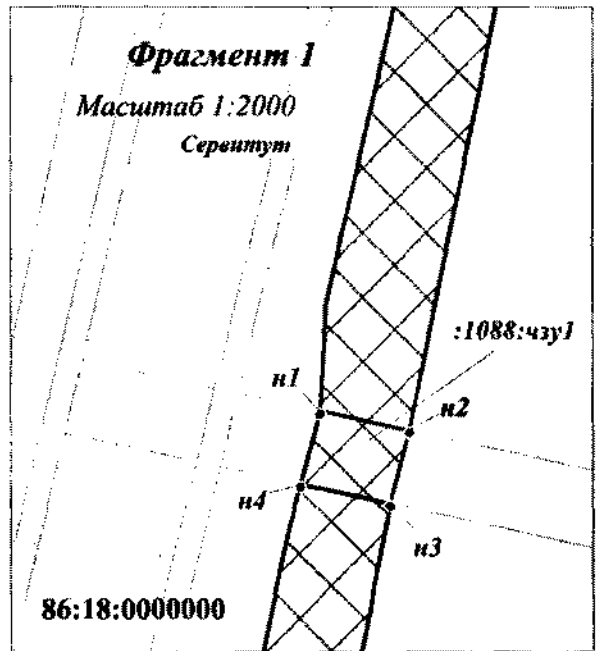 Фрагмент 1
Масштаб 1:2000
Сервитут
:1088:чзу1
н1
н2
н4
н3
86:18:0000000